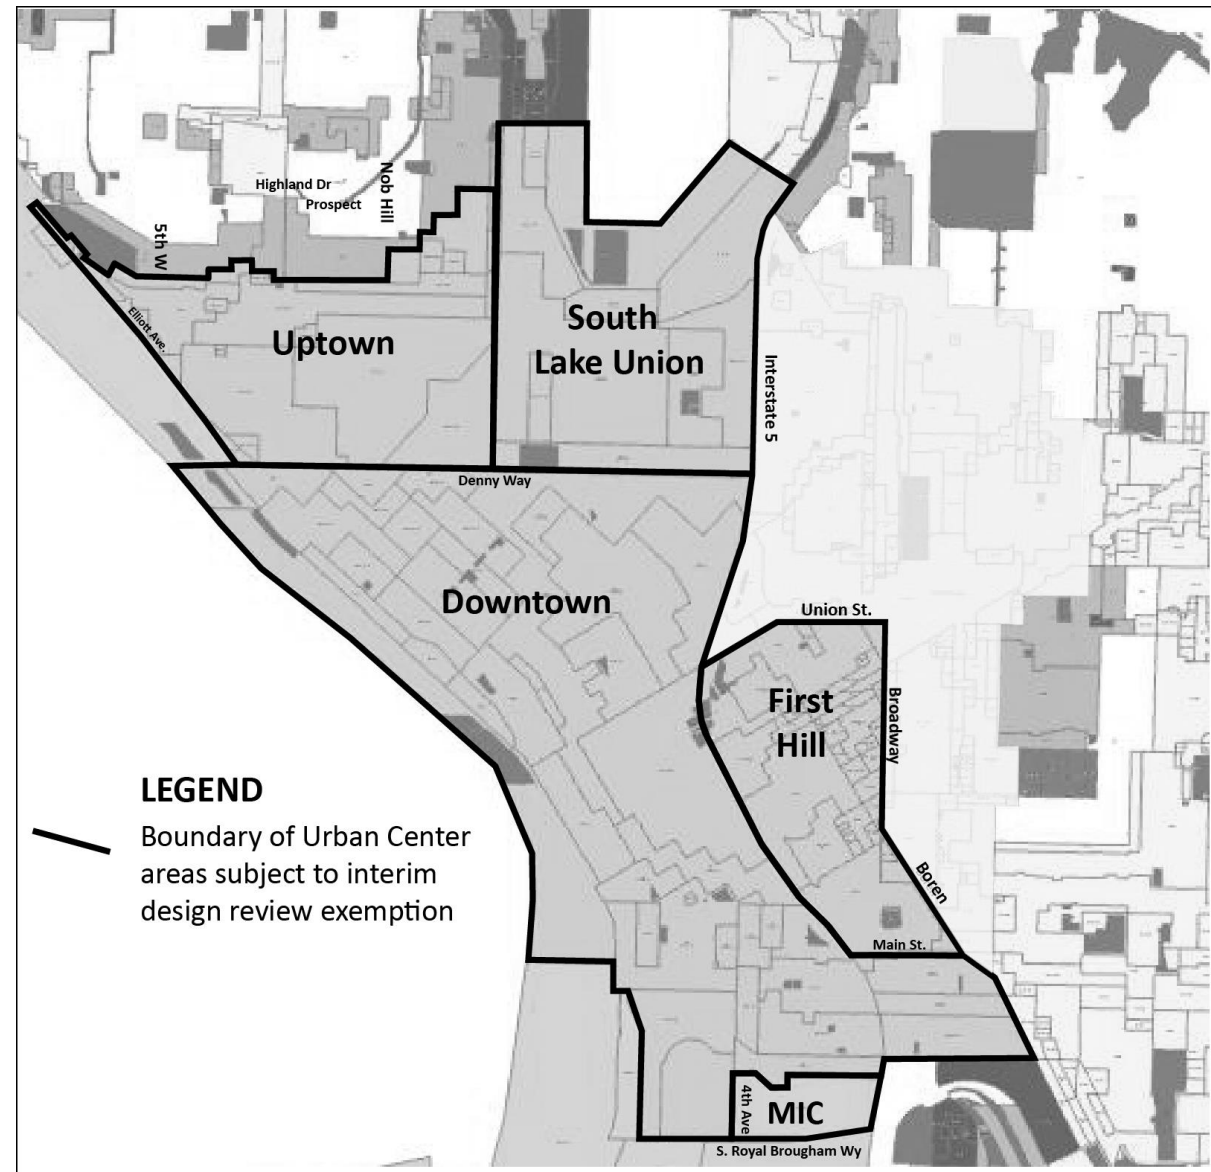 Highland Dr
Prospect
Nob Hill
5th W
Elliott Ave.
Uptown
South
Lake Union
Interstate 5
Denny Way
Downtown
Union St.
First
Hill
Broadway
Boren
Main St.
LEGEND
Boundary of Urban Center
areas subject to interim
design review exemption
4th Ave
MIC
S. Royal Brougham Wy